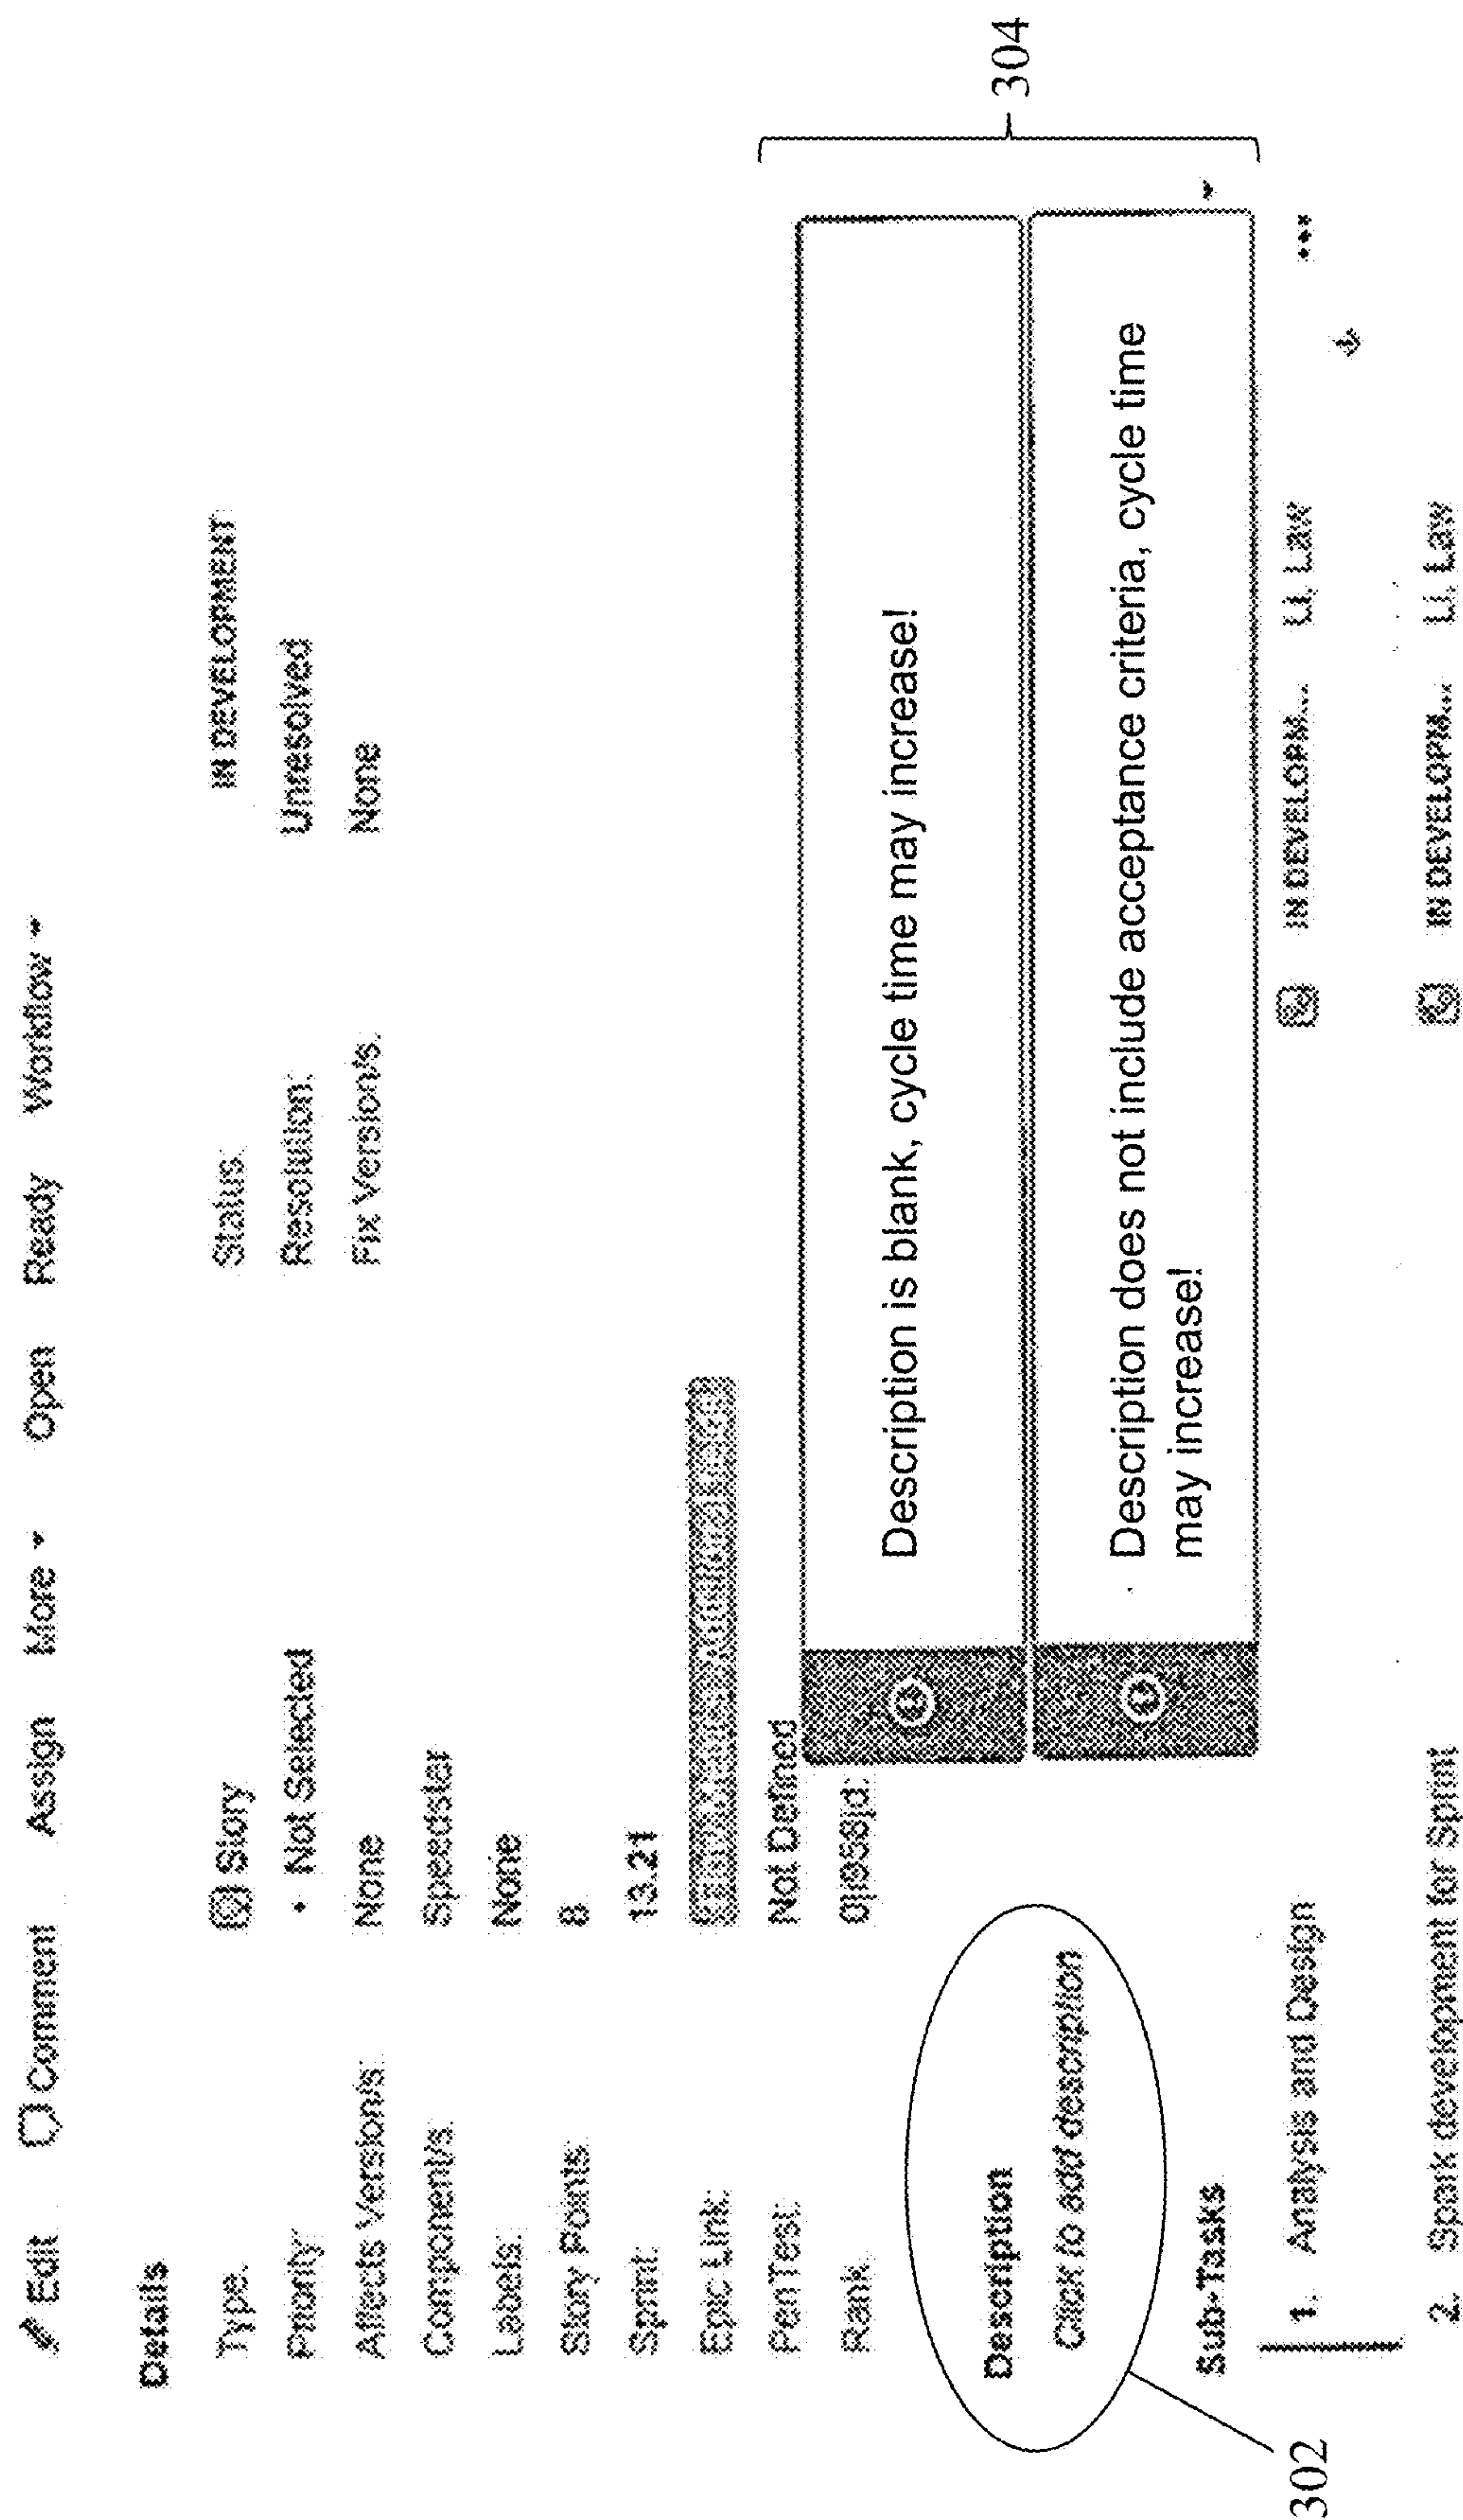 Edit Comment Assign More Open Ready Workflow
Details
Type: Story Status: IN DEVELOPMENT
Priority: • Not Selected Resolution: Unresolved
Affects Version/s: None Fix Version/s: None
Component/s: Speedster
Labels: None
Story Points: 8
Sprint: 13.21
Epic Link:
PenTest: Not Defined
Rank:
Description is blank, cycle time may increase!
Description
Click to add description
Description does not include acceptance criteria, cycle time
may increase!
304
302
Sub-Tasks
1. Analysis and Design IN DEVELOPM... Li, Law
2. Spark development for Sprint IN DEVELOPM... Li, Law